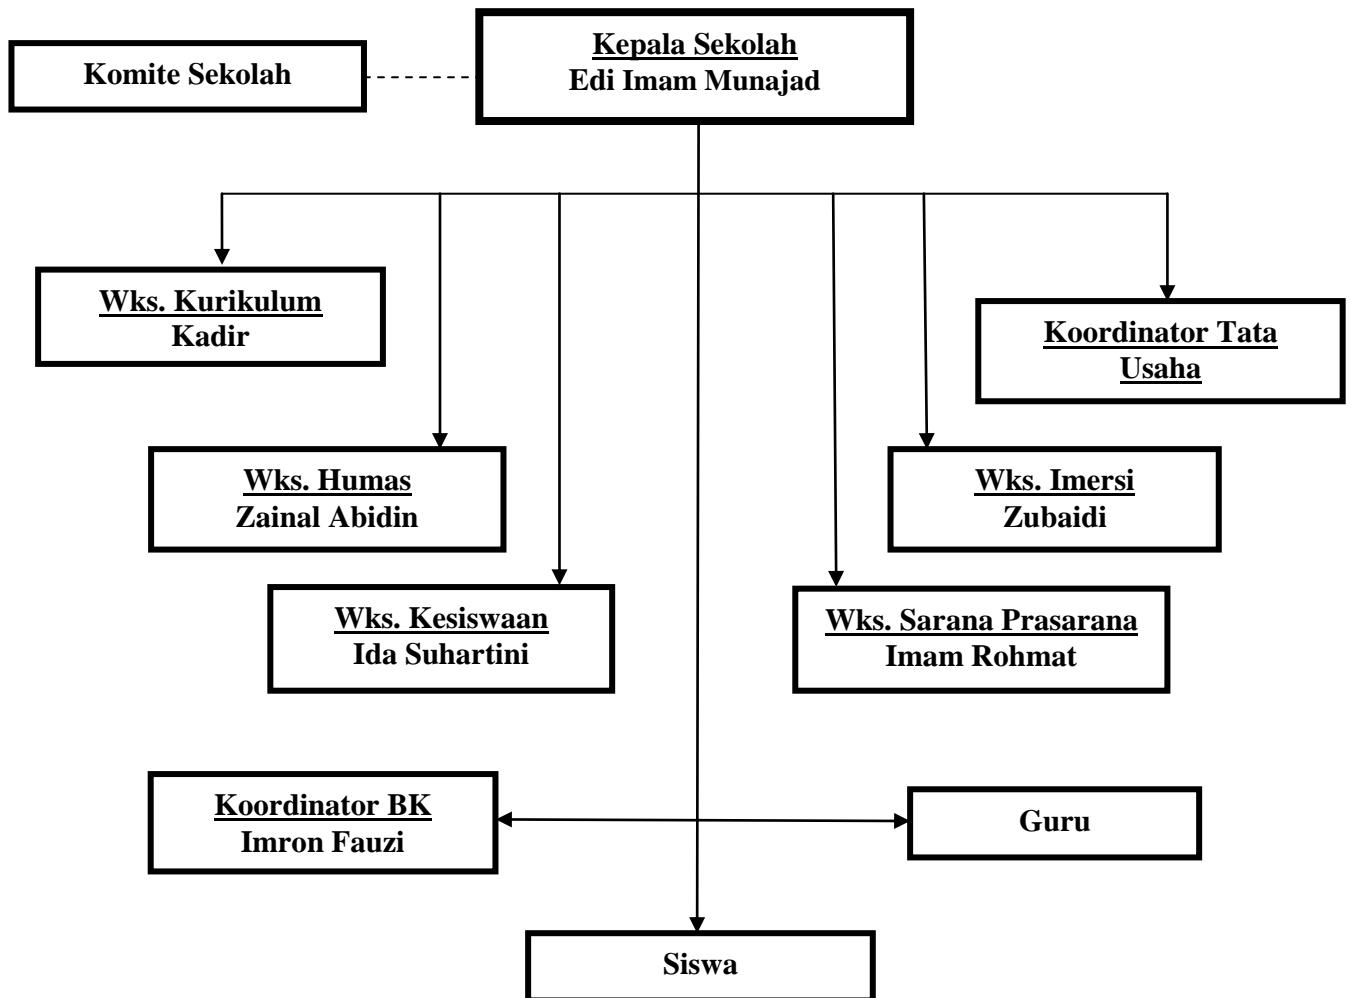 Kepala Sekolah
Edi Imam Munajad
Komite Sekolah
Wks. Kurikulum
Kadir
Koordinator Tata
Usaha
Wks. Humas
Zainal Abidin
Wks. Imersi
Zubaidi
Wks. Kesiswaan
Ida Suhartini
Wks. Sarana Prasarana
Imam Rohmat
Koordinator BK
Imron Fauzi
Guru
Siswa